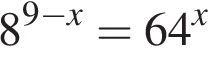 8^{9-x} = 64^x